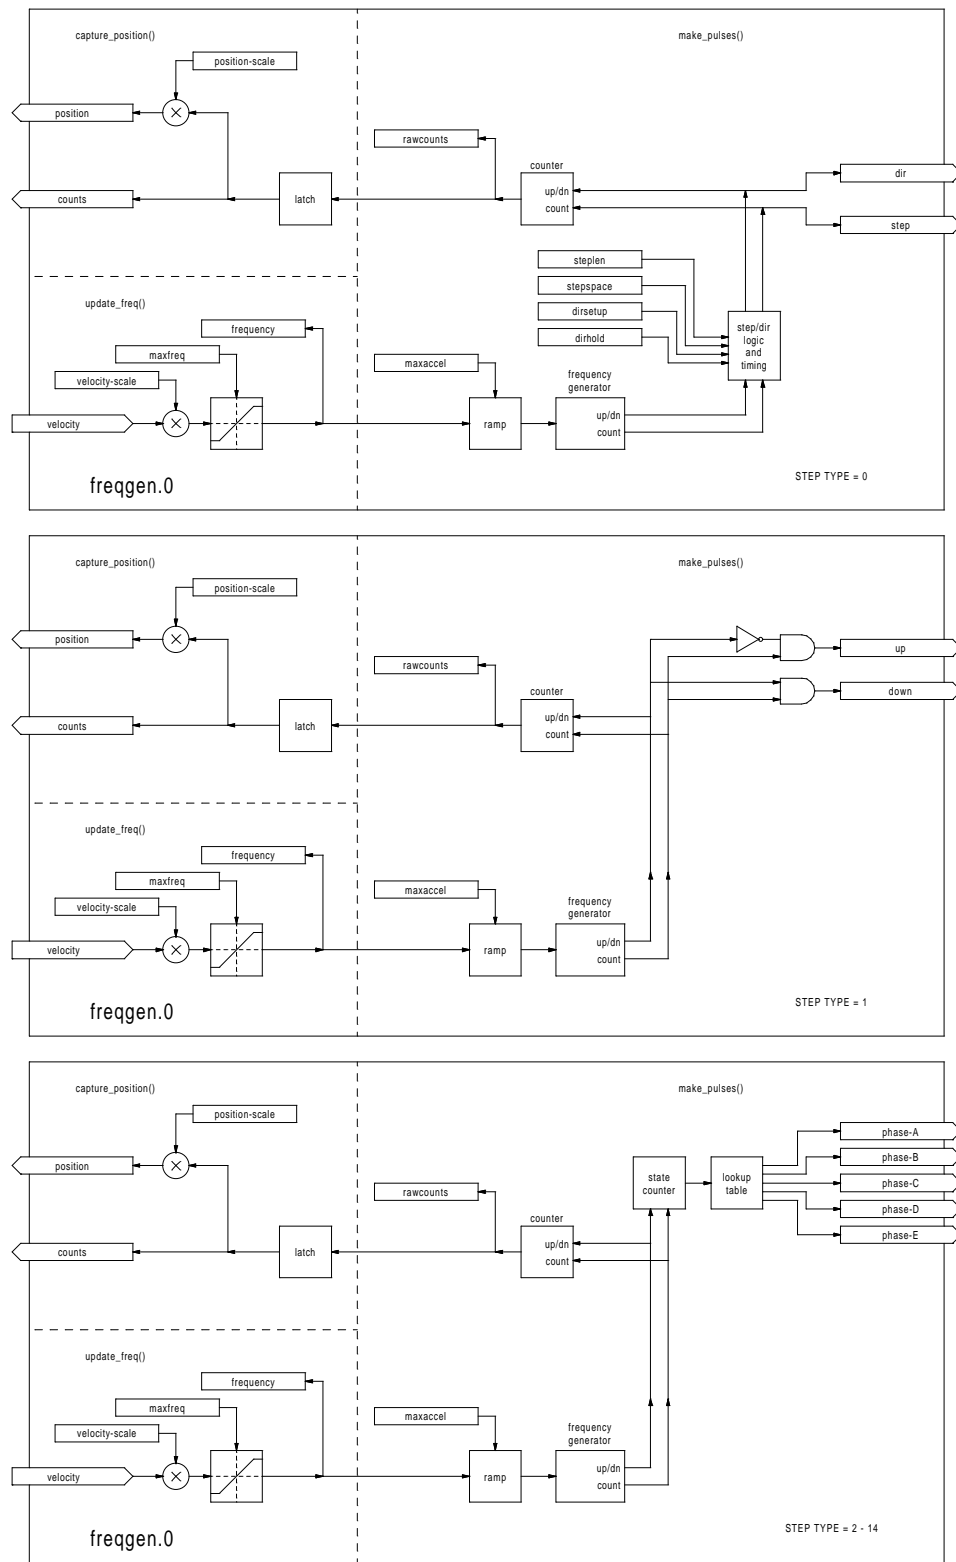 capture_position()
make_pulses()
position-scale
position
rawcounts
counter
dir
up/dn
counts
latch
count
step
steplen
stepspace
update_freq()
dirsetup
frequency
step/dir
logic
and
timing
dirhold
maxfreq
maxaccel
velocity-scale
frequency
generator
velocity
ramp
up/dn
count
freqgen.0
STEP TYPE = 0
capture_position()
make_pulses()
position-scale
position
up
rawcounts
counter
down
up/dn
counts
latch
count
update_freq()
frequency
maxfreq
maxaccel
velocity-scale
frequency
generator
up/dn
velocity
ramp
count
freqgen.0
STEP TYPE = 1
capture_position()
make_pulses()
position-scale
phase-A
position
phase-B
state
counter
lookup
table
phase-C
rawcounts
phase-D
counter
phase-E
up/dn
counts
latch
count
update_freq()
frequency
maxfreq
maxaccel
velocity-scale
frequency
generator
up/dn
velocity
ramp
count
freqgen.0
STEP TYPE = 2 - 14